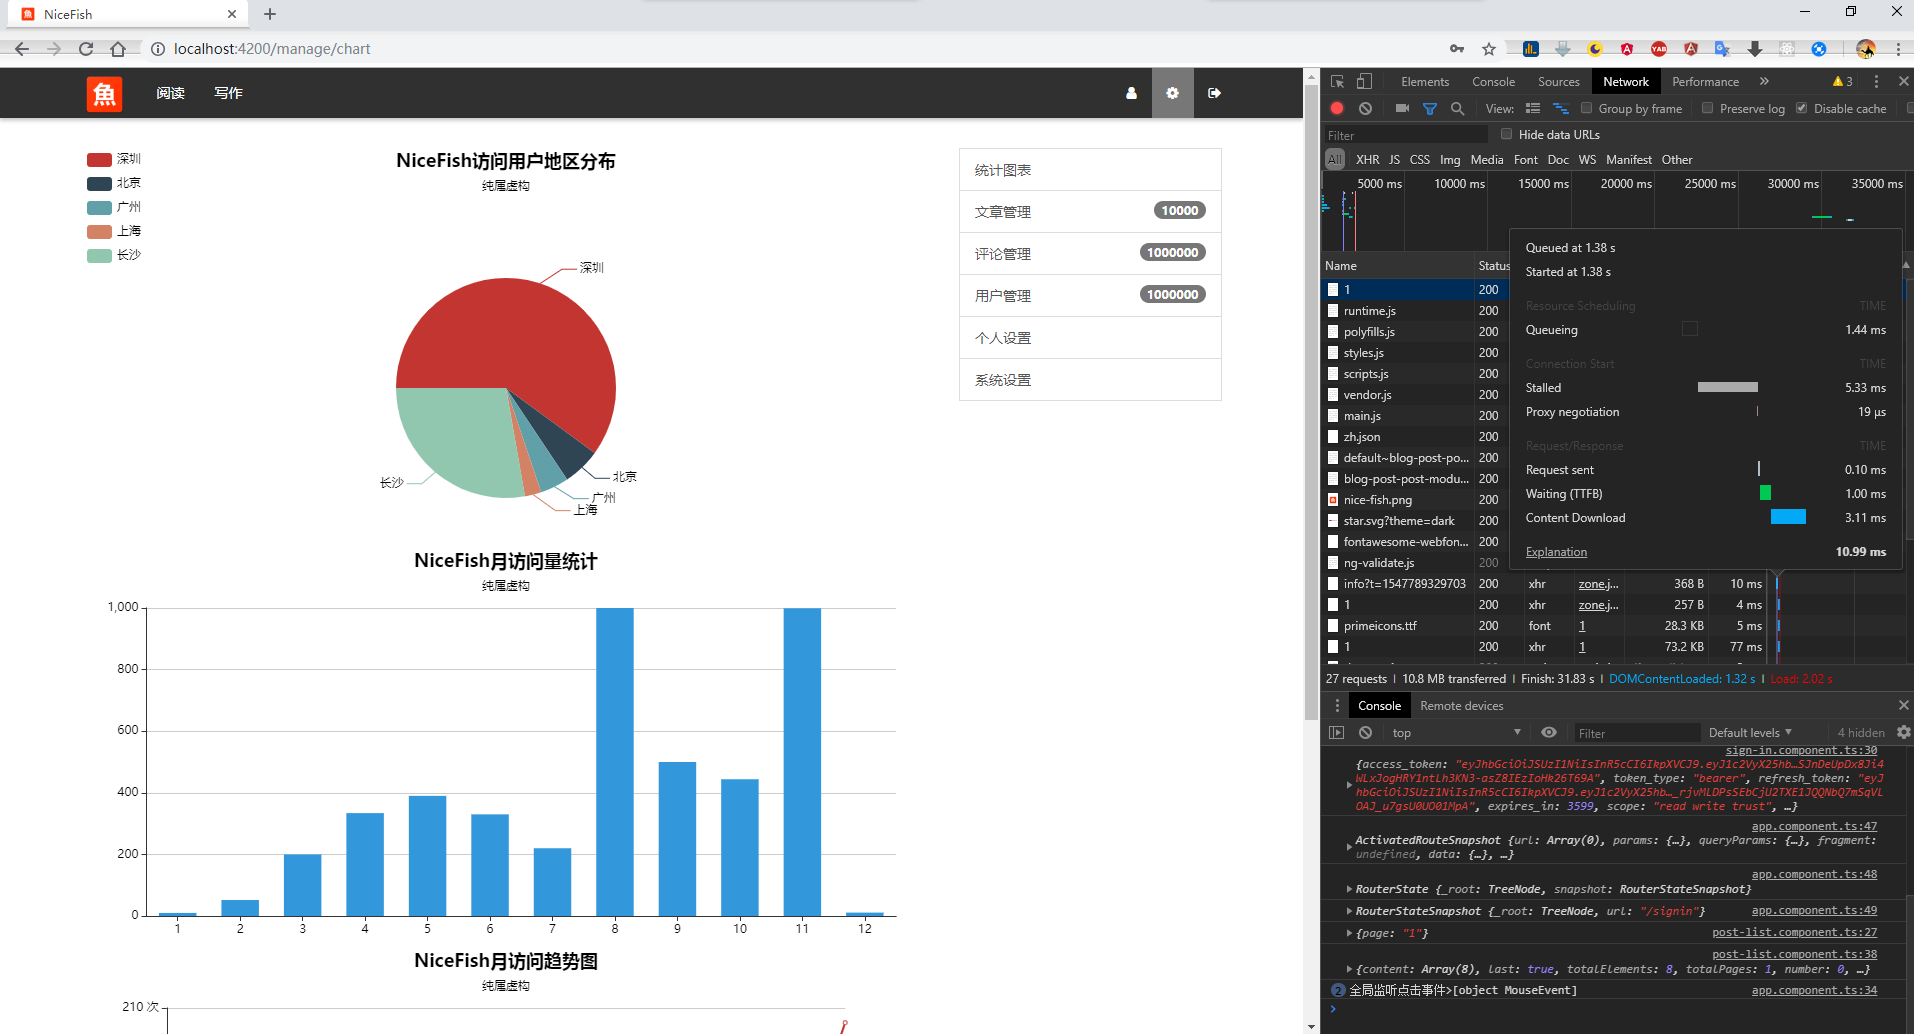 NiceFish
localhost:4200/manage/chart
魚 阅读 写作
深圳
北京
广州
上海
长沙
NiceFish访问用户地区分布
纯属虚构
深圳
北京
广州
上海
长沙
统计图表
文章管理 10000
评论管理 1000000
用户管理 1000000
个人设置
系统设置
NiceFish月访问量统计
纯属虚构
1,000
800
600
400
200
0
1 2 3 4 5 6 7 8 9 10 11 12
NiceFish月访问趋势图
纯属虚构
210 次
Elements Console Sources Network Performance 3
View: Group by frame Preserve log Disable cache
Filter Hide data URLs
All XHR JS CSS Img Media Font Doc WS Manifest Other
5000 ms 10000 ms 15000 ms 20000 ms 25000 ms 30000 ms 35000 ms
Name Status
1 200
runtime.js 200
polyfills.js 200
styles.js 200
scripts.js 200
vendor.js 200
main.js 200
zh.json 200
default~blog-post-po... 200
blog-post-post-modu... 200
nice-fish.png 200
star.svg?theme=dark 200
fontawesome-webfon... 200
ng-validate.js 200
info?t=1547789329703 200 xhr zone.j... 368 B 10 ms
1 200 xhr zone.j... 257 B 4 ms
primeicons.ttf 200 font 1 28.3 KB 5 ms
1 200 xhr 1 73.2 KB 77 ms
Queued at 1.38 s
Started at 1.38 s
Resource Scheduling TIME
Queueing 1.44 ms
Connection Start TIME
Stalled 5.33 ms
Proxy negotiation 19 μs
Request/Response TIME
Request sent 0.10 ms
Waiting (TTFB) 1.00 ms
Content Download 3.11 ms
Explanation 10.99 ms
27 requests | 10.8 MB transferred | Finish: 31.83 s | DOMContentLoaded: 1.32 s | Load: 2.02 s
Console Remote devices
top Filter Default levels 4 hidden
sign-in.component.ts:30
{access_token: "eyJhbGciOiJSUzI1NiIsInR5cCI6IkpXVCJ9.eyJ1c2VyX25hb…SJnDeUpDx8Ji4
WLxJogHRY1ntLh3KN3-asZ8IEzIoHk26T69A", token_type: "bearer", refresh_token: "eyJ
hbGciOiJSUzI1NiIsInR5cCI6IkpXVCJ9.eyJ1c2VyX25hb…_rjvMLDPsSEbCjU2TXE1JQQNbQ7mSqVL
OAJ_u7gsU0UO01MpA", expires_in: 3599, scope: "read write trust", …}
app.component.ts:47
ActivatedRouteSnapshot {url: Array(0), params: {…}, queryParams: {…}, fragment:
undefined, data: {…}, …}
app.component.ts:48
RouterState {_root: TreeNode, snapshot: RouterStateSnapshot}
RouterStateSnapshot {_root: TreeNode, url: "/signin"} app.component.ts:49
{page: "1"} post-list.component.ts:27
post-list.component.ts:38
{content: Array(8), last: true, totalElements: 8, totalPages: 1, number: 0, …}
2 全局监听点击事件>[object MouseEvent] app.component.ts:34